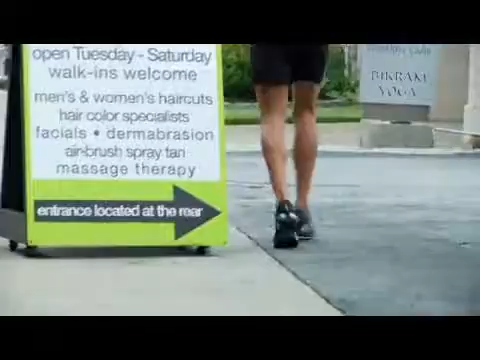 open Tuesday - Saturday
walk-ins welcome
men's & women's haircuts
hair color specialists
facials • dermabrasion
air-brush spray tan
massage therapy
entrance located at the rear
BIKRAM
YOGA